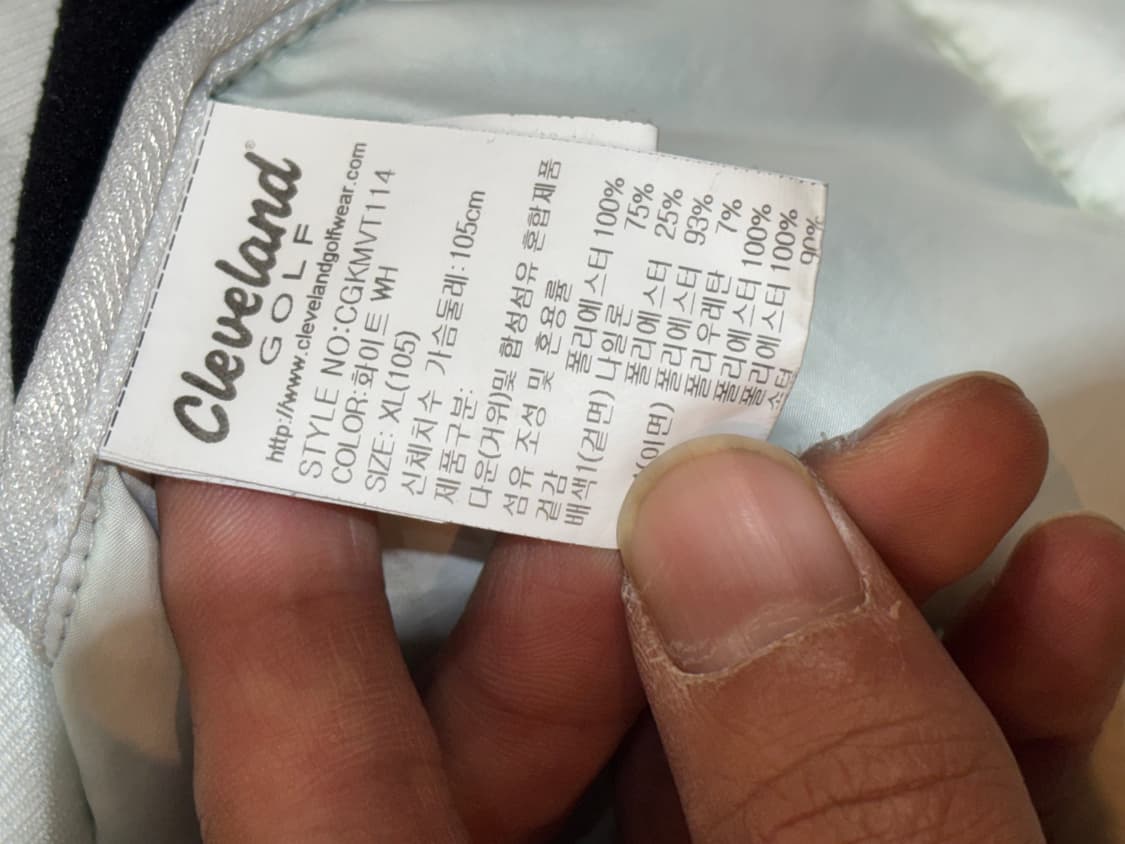 Cleveland®
GOLF
http://www.clevelandgolfwear.com
STYLE NO:CGKMVT114
COLOR:화이트 WH
SIZE: XL(105)
신체치수 가슴둘레:105cm
제품구분:
다운(거위)및 합성섬유 혼합제품
섬유 조성 및 혼용률
겉감 폴리에스터 100%
배색1(겉면) 나일론 75%
폴리에스터 25%
(이면) 폴리에스터 93%
폴리우레탄 7%
폴리에스터 100%
폴리에스터 100%
90%